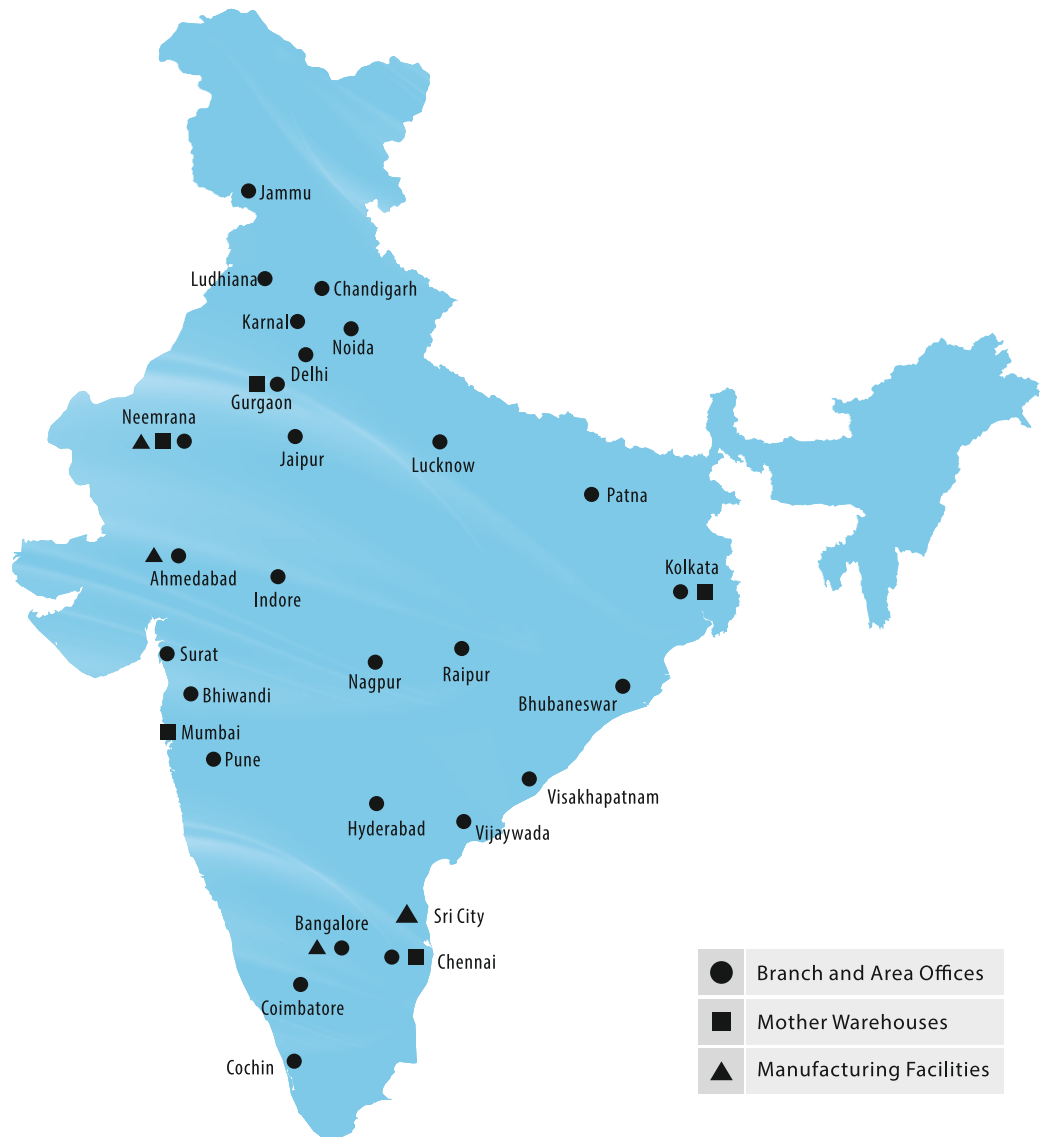 Jammu
Ludhiana
Chandigarh
Karnal
Noida
Delhi
Gurgaon
Neemrana
Jaipur
Lucknow
Patna
Ahmedabad
Indore
Kolkata
Surat
Nagpur
Raipur
Bhiwandi
Bhubaneswar
Mumbai
Pune
Visakhapatnam
Hyderabad
Vijaywada
Sri City
Bangalore
Chennai
Coimbatore
Cochin
Branch and Area Offices
Mother Warehouses
Manufacturing Facilities